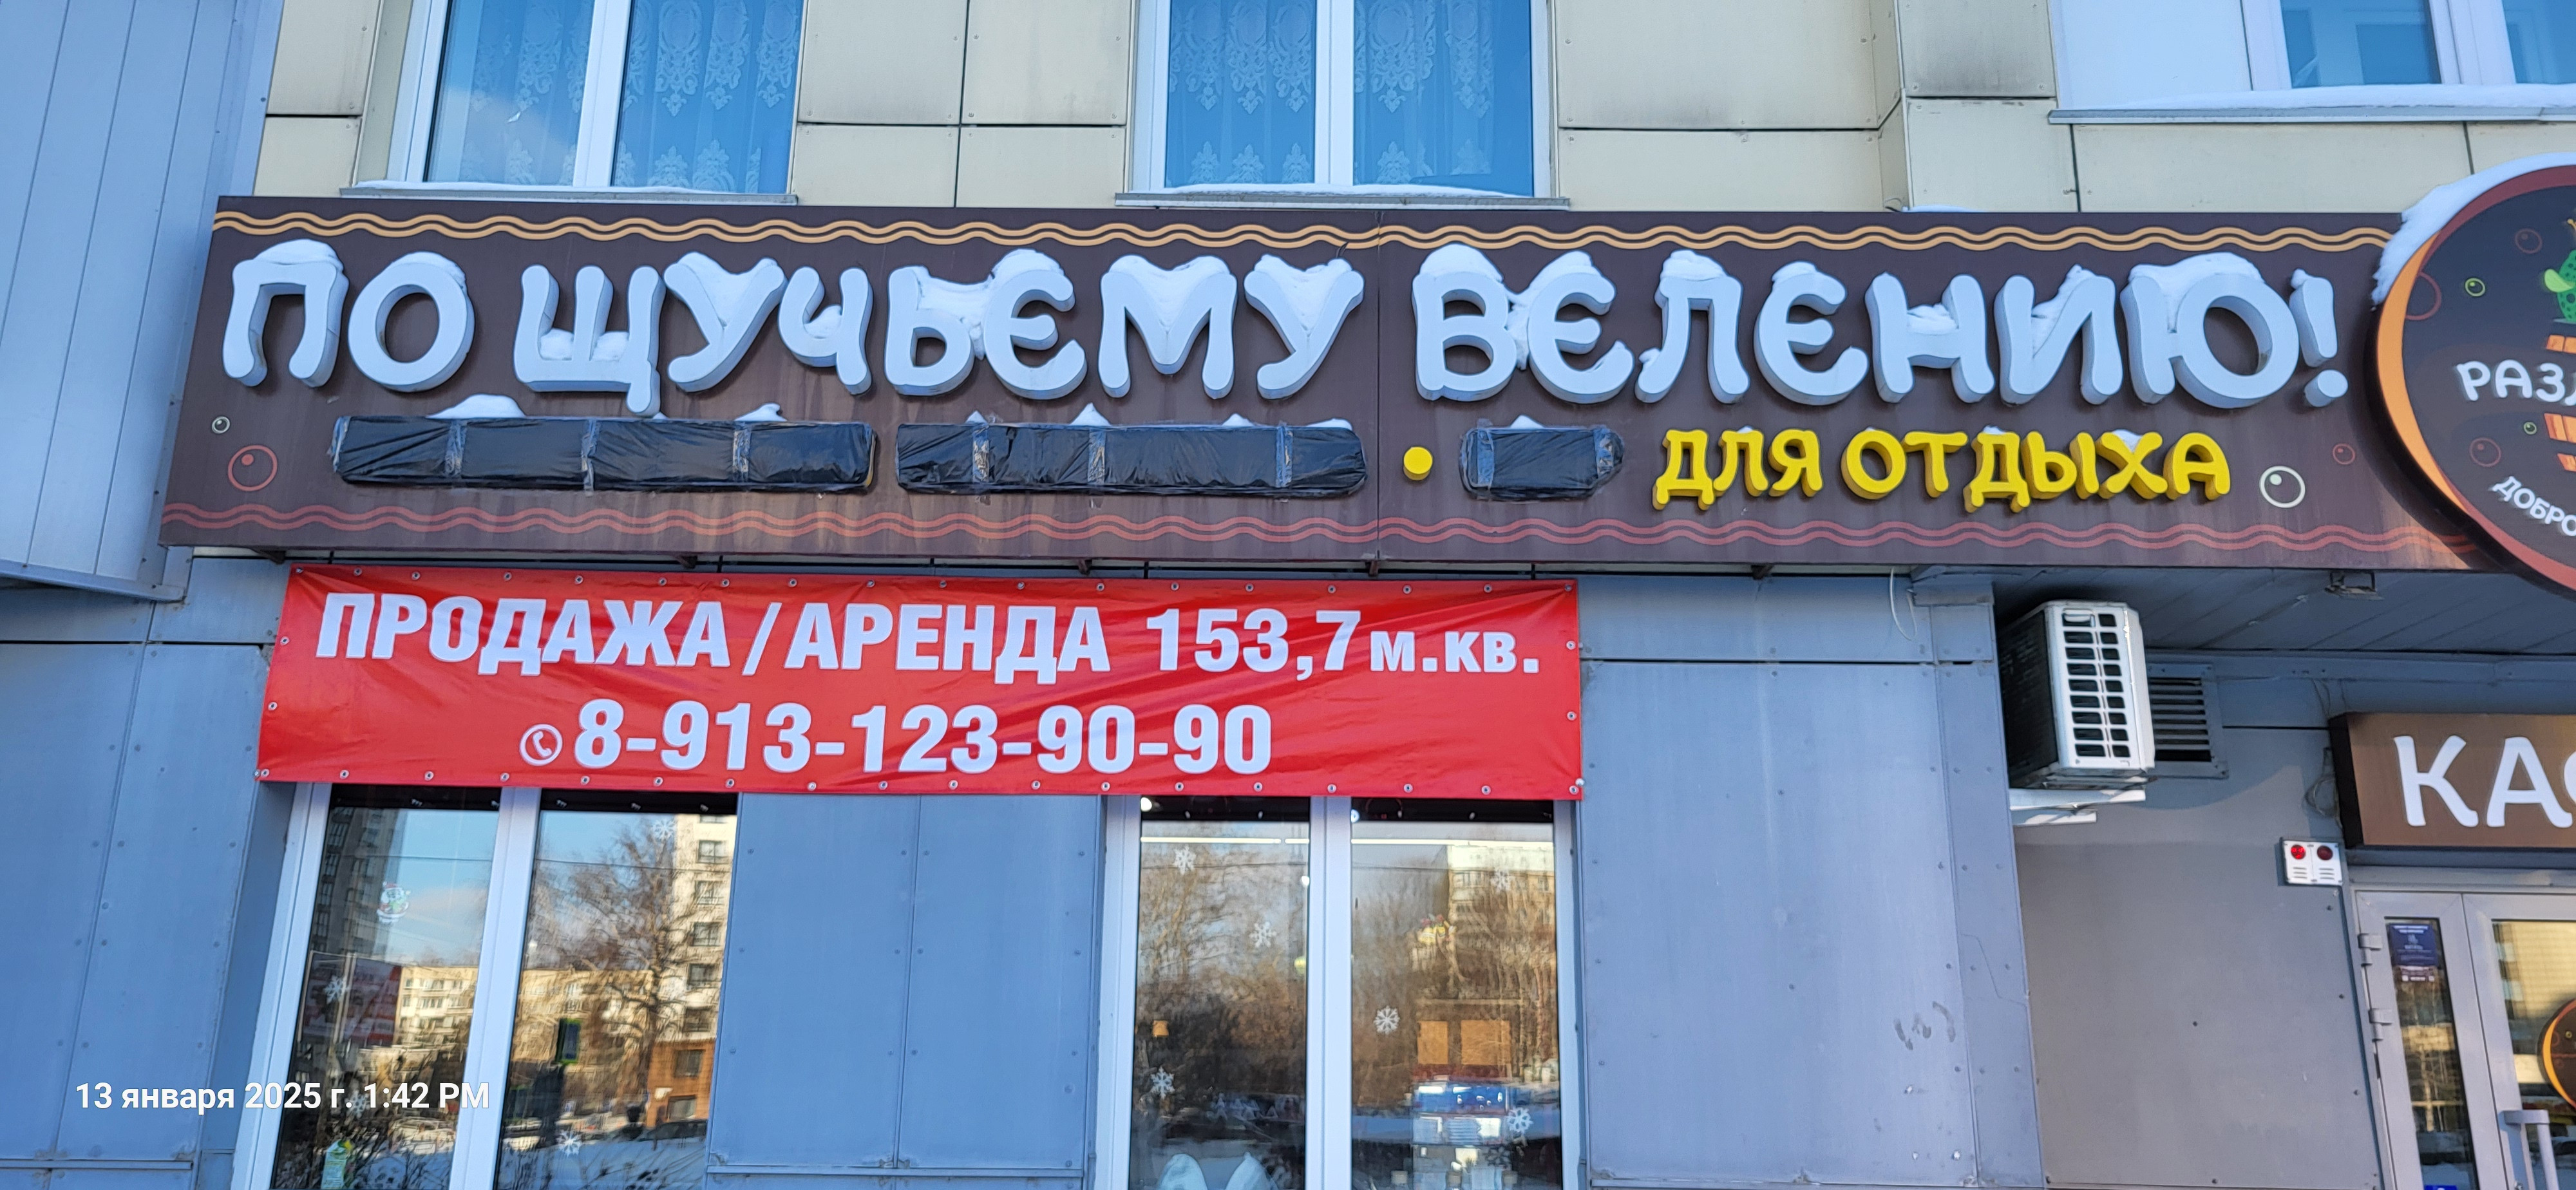 ПО ЩУЧЬЕМУ ВЕЛЕНИЮ!
ДЛЯ ОТДЫХА
ПРОДАЖА/АРЕНДА 153,7 м.кв.
8-913-123-90-90
13 января 2025 г. 1:42 PM